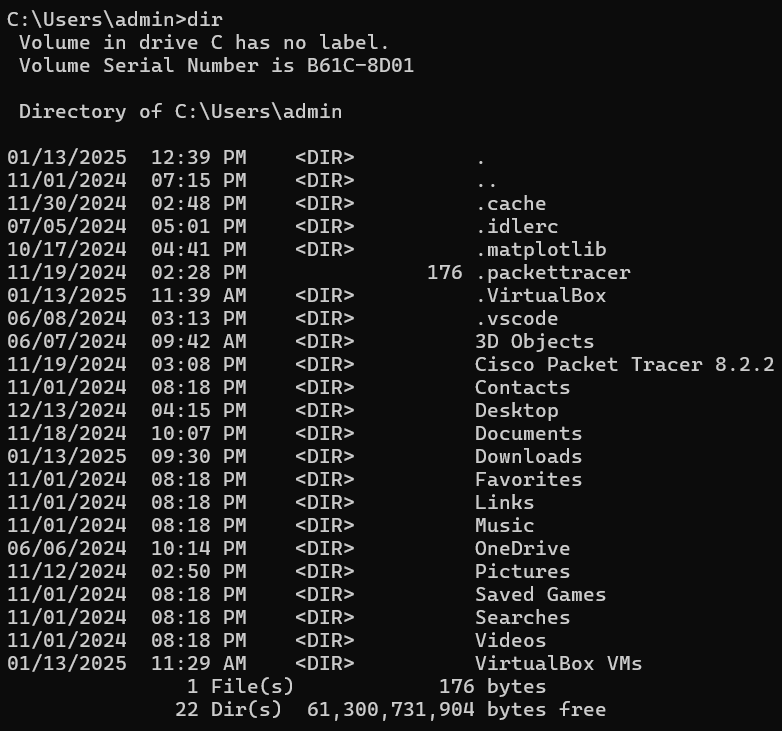 C:\Users\admin>dir
 Volume in drive C has no label.
 Volume Serial Number is B61C-8D01

 Directory of C:\Users\admin

01/13/2025  12:39 PM    <DIR>          .
11/01/2024  07:15 PM    <DIR>          ..
11/30/2024  02:48 PM    <DIR>          .cache
07/05/2024  05:01 PM    <DIR>          .idlerc
10/17/2024  04:41 PM    <DIR>          .matplotlib
11/19/2024  02:28 PM               176 .packettracer
01/13/2025  11:39 AM    <DIR>          .VirtualBox
06/08/2024  03:13 PM    <DIR>          .vscode
06/07/2024  09:42 AM    <DIR>          3D Objects
11/19/2024  03:08 PM    <DIR>          Cisco Packet Tracer 8.2.2
11/01/2024  08:18 PM    <DIR>          Contacts
12/13/2024  04:15 PM    <DIR>          Desktop
11/18/2024  10:07 PM    <DIR>          Documents
01/13/2025  09:30 PM    <DIR>          Downloads
11/01/2024  08:18 PM    <DIR>          Favorites
11/01/2024  08:18 PM    <DIR>          Links
11/01/2024  08:18 PM    <DIR>          Music
06/06/2024  10:14 PM    <DIR>          OneDrive
11/12/2024  02:50 PM    <DIR>          Pictures
11/01/2024  08:18 PM    <DIR>          Saved Games
11/01/2024  08:18 PM    <DIR>          Searches
11/01/2024  08:18 PM    <DIR>          Videos
01/13/2025  11:29 AM    <DIR>          VirtualBox VMs
               1 File(s)            176 bytes
              22 Dir(s)  61,300,731,904 bytes free